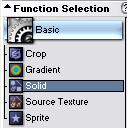 Function Selection
Basic
Crop
Gradient
Solid
Source Texture
Sprite